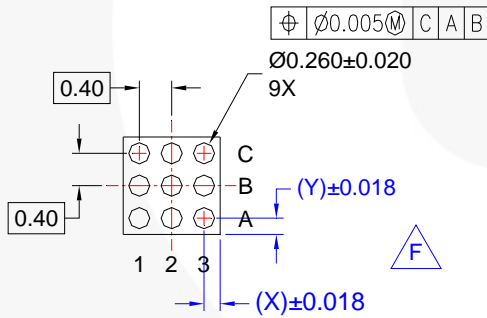 ⌖ Ø0.005Ⓜ C A B
Ø0.260±0.020
9X
0.40
C
B
(Y)±0.018
0.40
A
F
1 2 3
(X)±0.018